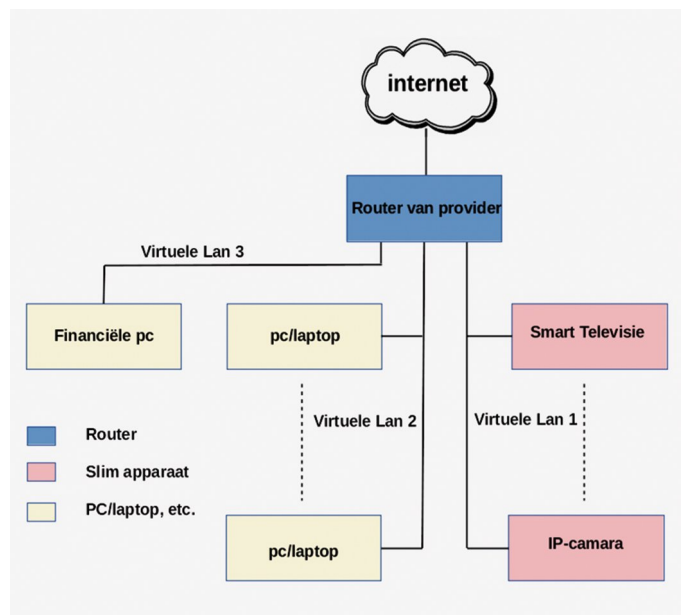 internet
Router van provider
Virtuele Lan 3
Financiële pc
pc/laptop
Smart Televisie
Virtuele Lan 2
Virtuele Lan 1
Router
Slim apparaat
PC/laptop, etc.
pc/laptop
IP-camara